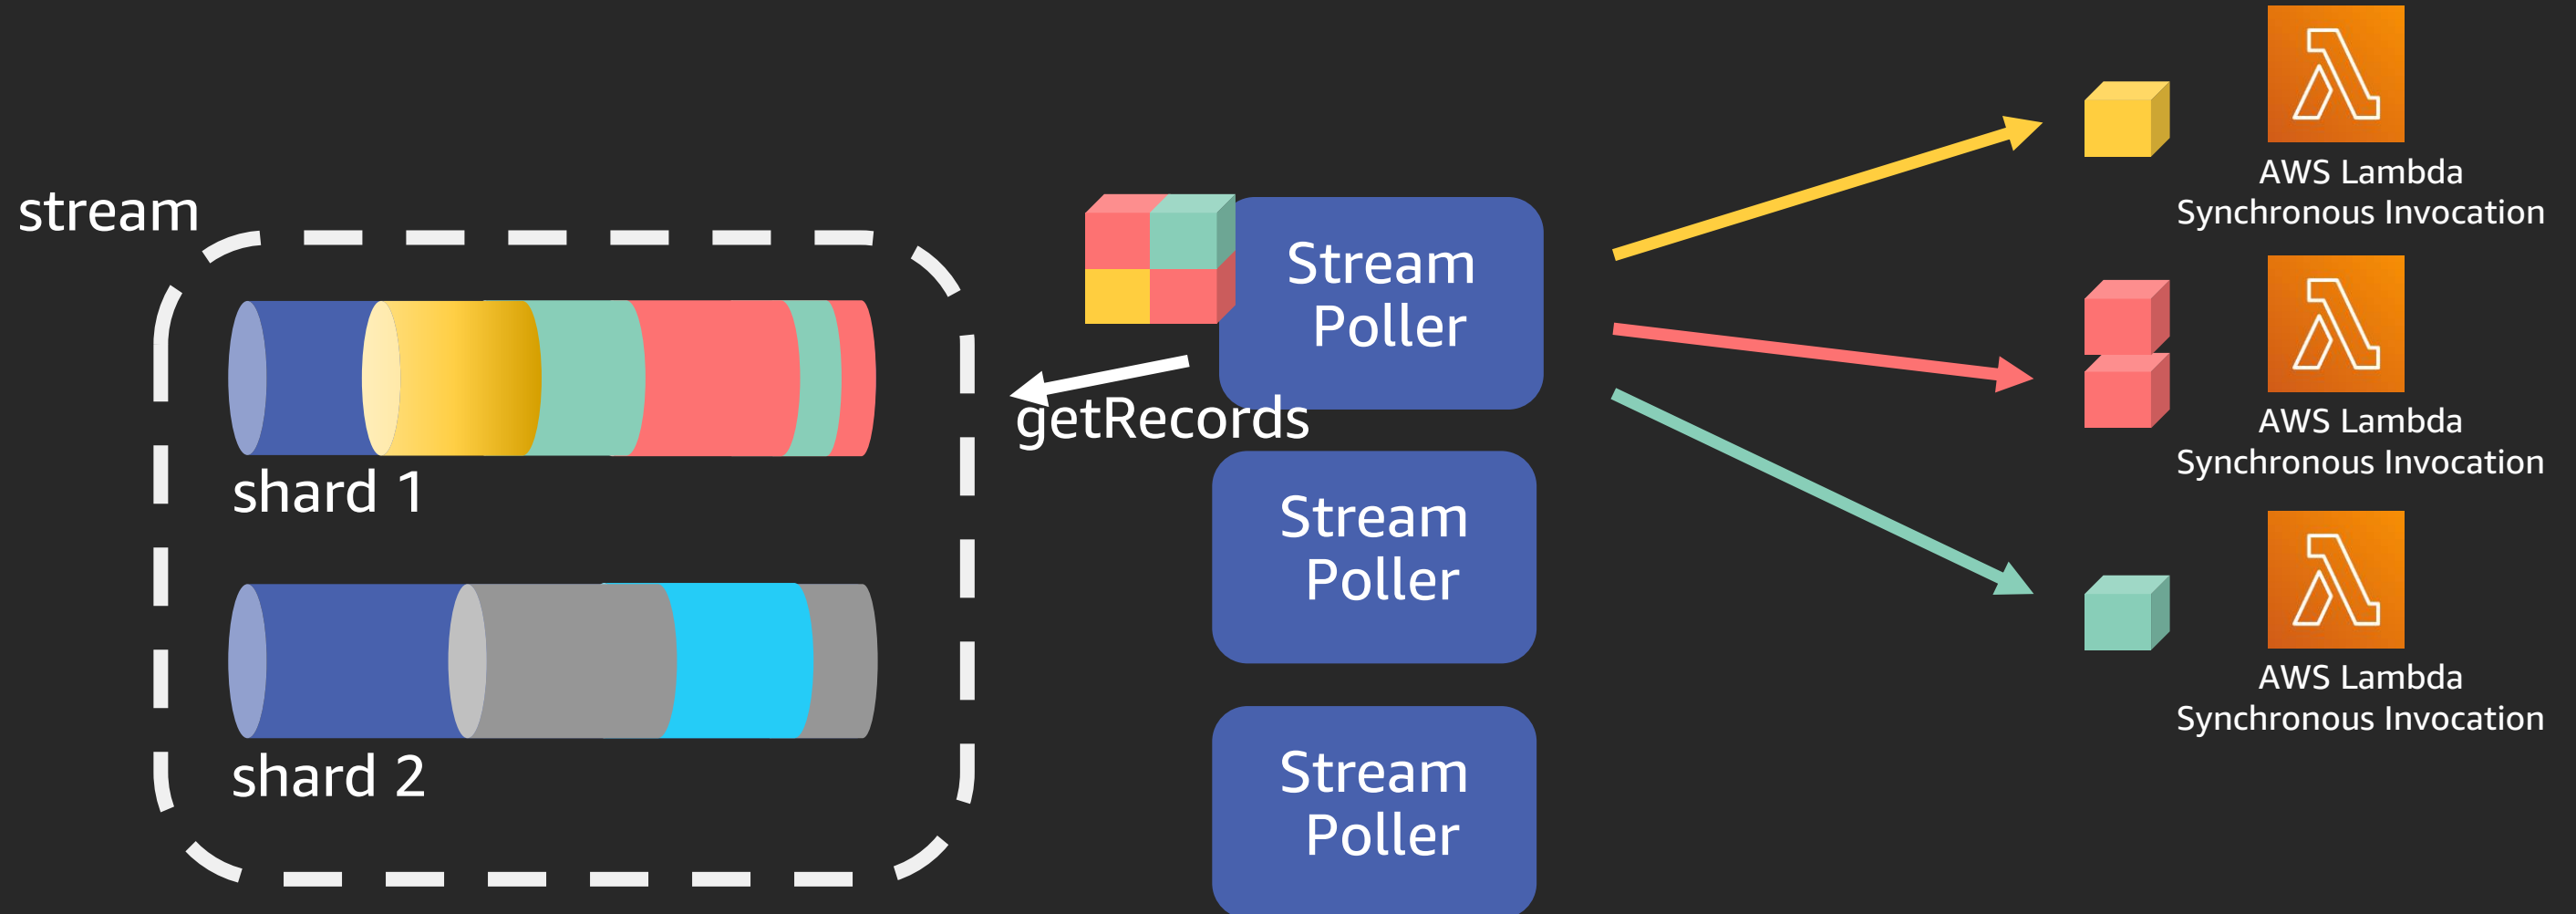 stream
shard 1
shard 2
getRecords
Stream
Poller
Stream
Poller
Stream
Poller
AWS Lambda
Synchronous Invocation
AWS Lambda
Synchronous Invocation
AWS Lambda
Synchronous Invocation